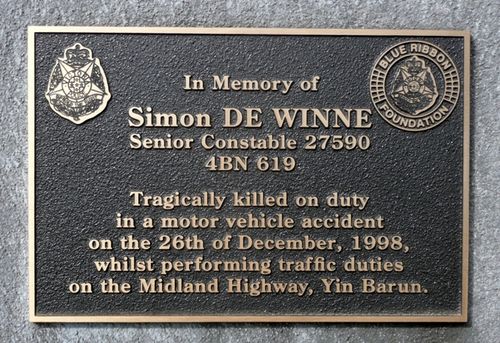 BLUE RIBBON
FOUNDATION
In Memory of
Simon DE WINNE
Senior Constable 27590
4BN 619
Tragically killed on duty
in a motor vehicle accident
on the 26th of December, 1998,
whilst performing traffic duties
on the Midland Highway, Yin Barun.